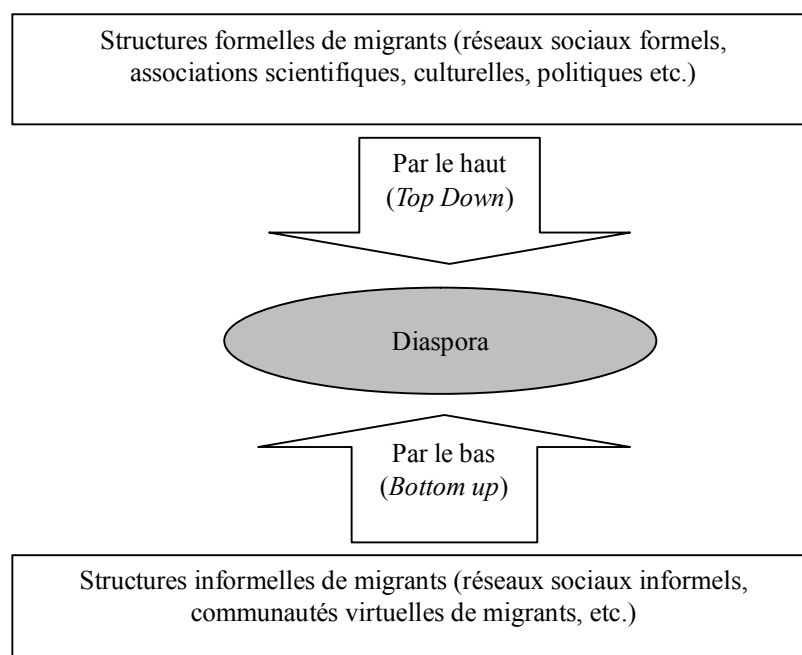 Structures formelles de migrants (réseaux sociaux formels,
associations scientifiques, culturelles, politiques etc.)
Par le haut
(Top Down)
Diaspora
Par le bas
(Bottom up)
Structures informelles de migrants (réseaux sociaux informels,
communautés virtuelles de migrants, etc.)